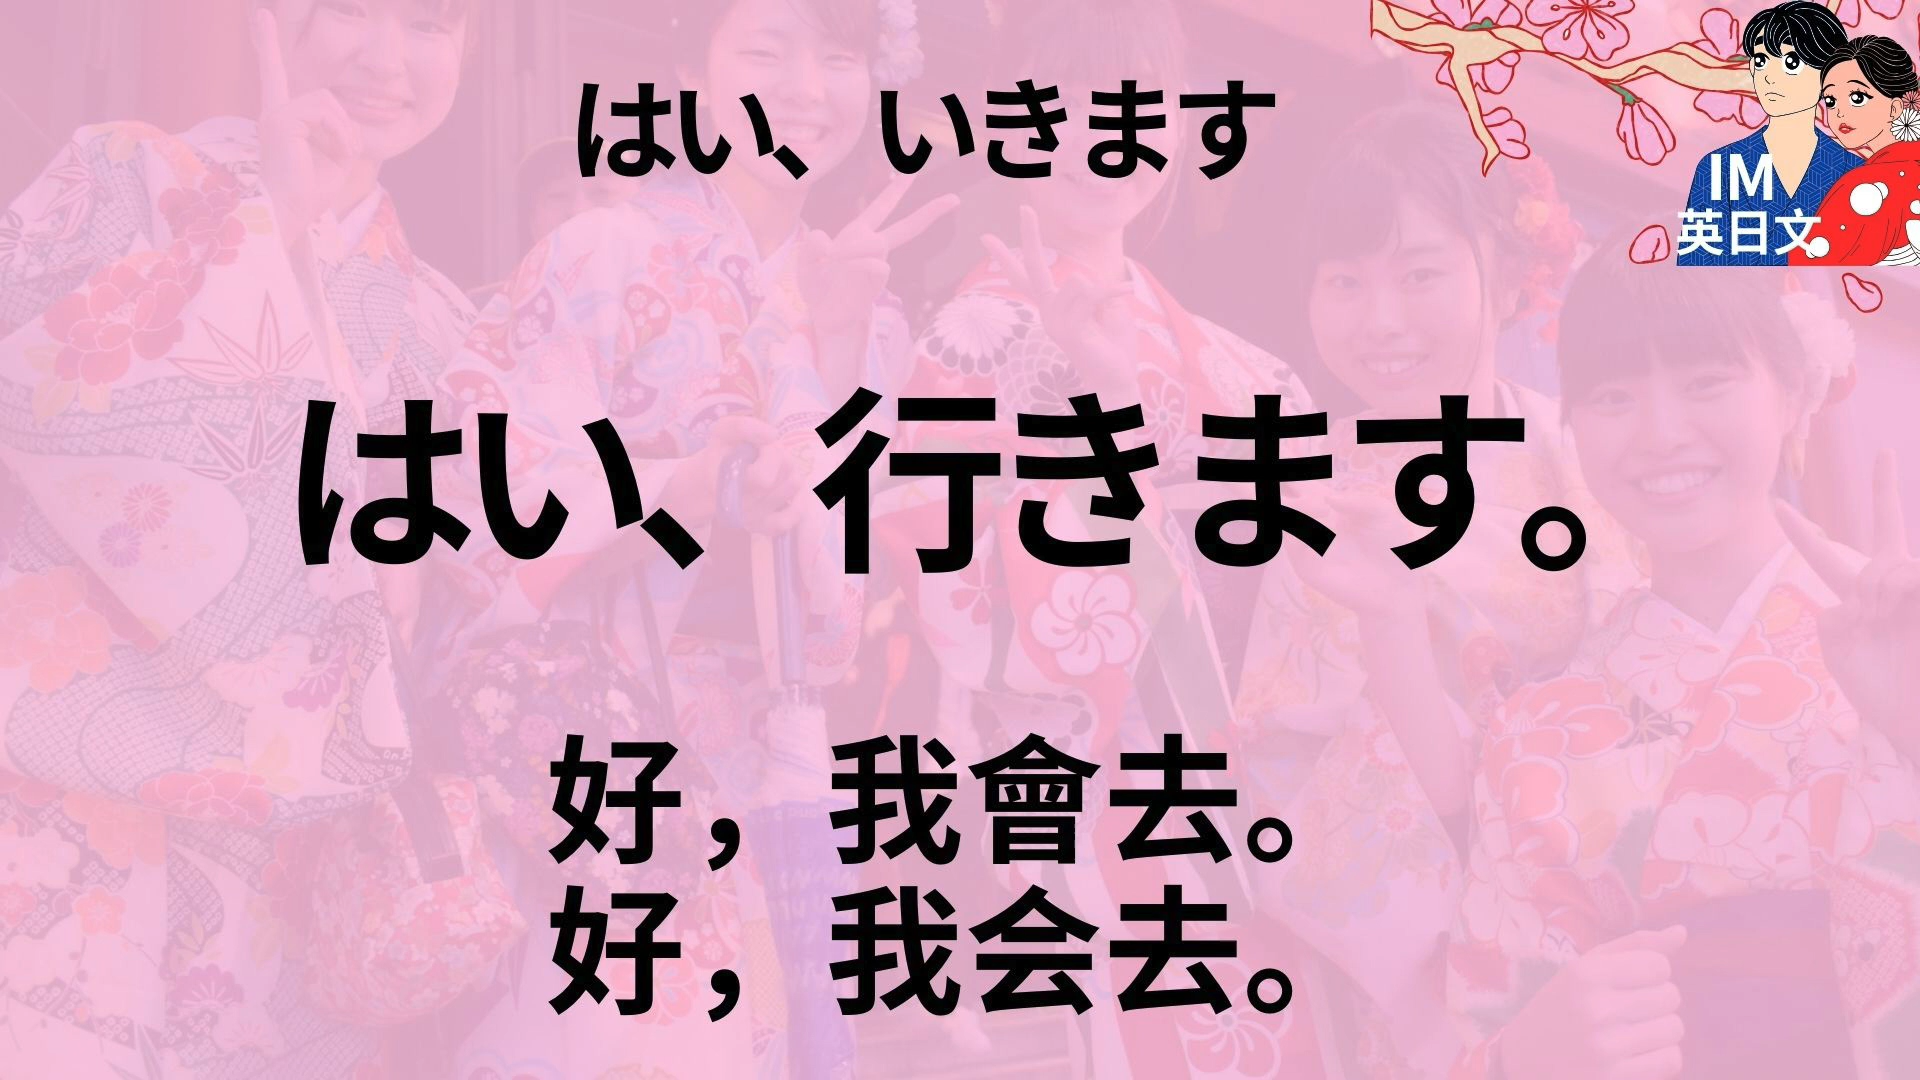 はい、いきます
はい、行きます。
好，我會去。
好，我会去。
IM
英日文